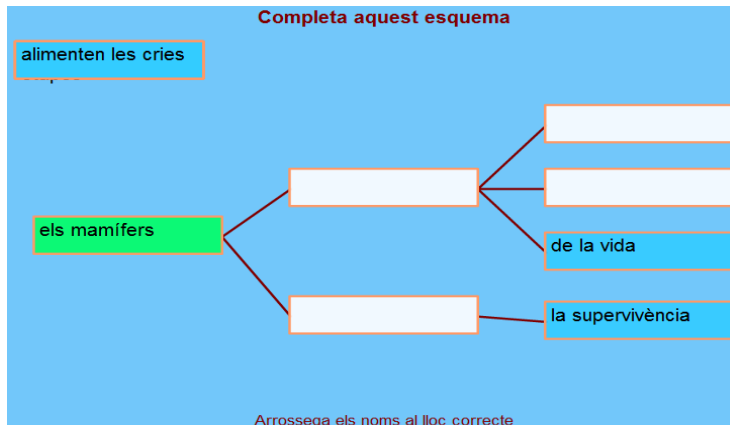 Completa aquest esquema
alimenten les cries
els mamífers
de la vida
la supervivència
Arrossega els noms al lloc correcte